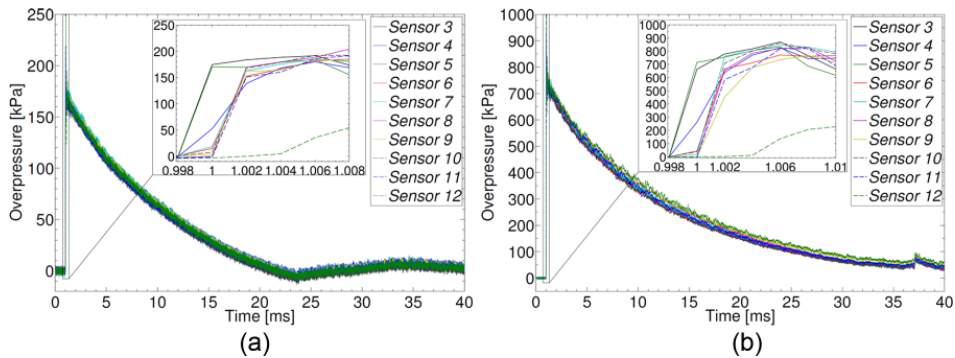 250
200
150
100
50
0
Overpressure [kPa]
0 5 10 15 20 25 30 35 40
Time [ms]
250
200
150
100
50
0
0.998 1 1.002 1.004 1.006 1.008
Sensor 3
Sensor 4
Sensor 5
Sensor 6
Sensor 7
Sensor 8
Sensor 9
Sensor 10
Sensor 11
Sensor 12
(a)
1000
900
800
700
600
500
400
300
200
100
0
Overpressure [kPa]
0 5 10 15 20 25 30 35 40
Time [ms]
1000
900
800
700
600
500
400
300
200
100
0
0.998 1 1.002 1.006 1.01
Sensor 3
Sensor 4
Sensor 5
Sensor 6
Sensor 7
Sensor 8
Sensor 9
Sensor 10
Sensor 11
Sensor 12
(b)